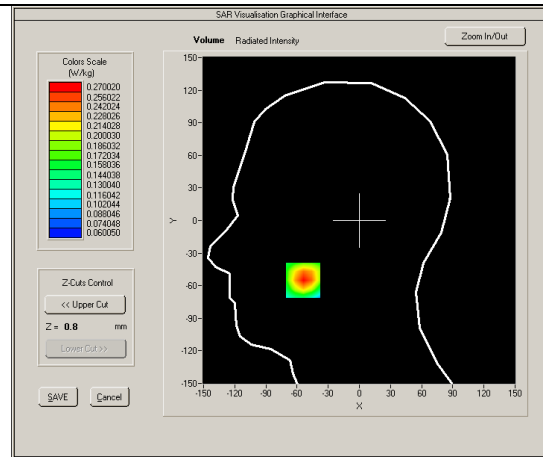 SAR Visualisation Graphical Interface
Volume Radiated Intensity
Zoom In/Out
Colors Scale
(W/kg)
0.270020
0.256022
0.242024
0.228026
0.214028
0.200030
0.186032
0.172034
0.158036
0.144038
0.130040
0.116042
0.102044
0.088046
0.074048
0.060050
Z-Cuts Control
<< Upper Cut
Z = 0.8 mm
Lower Cut >>
SAVE Cancel
150
120
90
60
30
0
-30
-60
-90
-120
-150
Y
-150 -120 -90 -60 -30 0 30 60 90 120 150
X